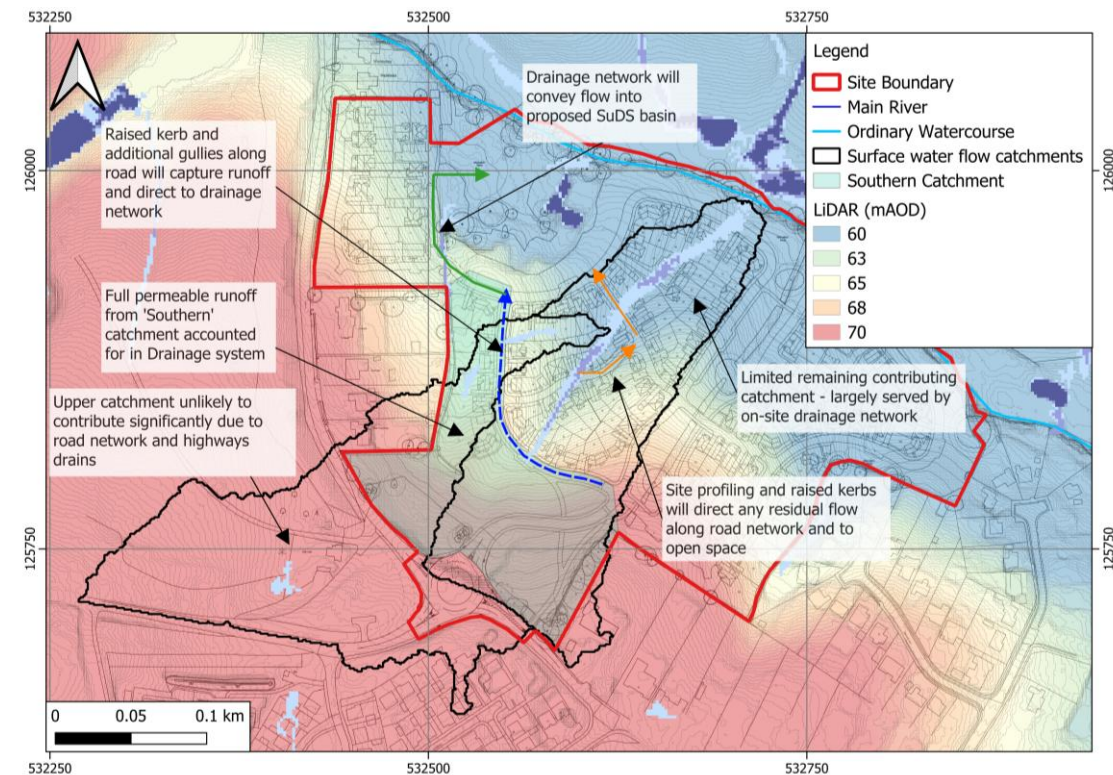 532250
532500
532750
126000
125750
126000
125750
532250
532500
532750
Drainage network will
convey flow into
proposed SuDS basin
Raised kerb and
additional gullies along
road will capture runoff
and direct to drainage
network
Full permeable runoff
from 'Southern'
catchment accounted
for in Drainage system
Upper catchment unlikely to
contribute significantly due to
road network and highways
drains
Limited remaining contributing
catchment - largely served by
on-site drainage network
Site profiling and raised kerbs
will direct any residual flow
along road network and to
open space
Legend
Site Boundary
Main River
Ordinary Watercourse
Surface water flow catchments
Southern Catchment
LiDAR (mAOD)
60
63
65
68
70
0 0.05 0.1 km